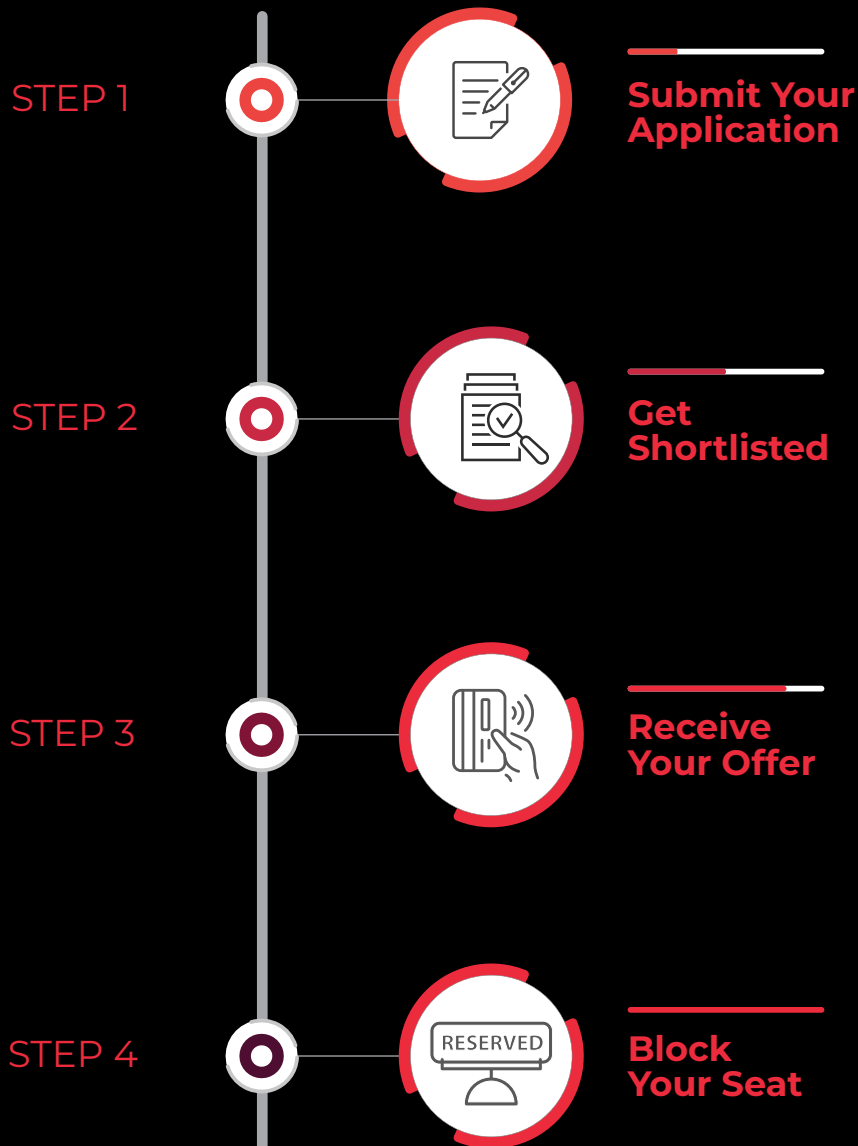 STEP 1
Submit Your
Application
STEP 2
Get
Shortlisted
STEP 3
Receive
Your Offer
STEP 4
RESERVED
Block
Your Seat